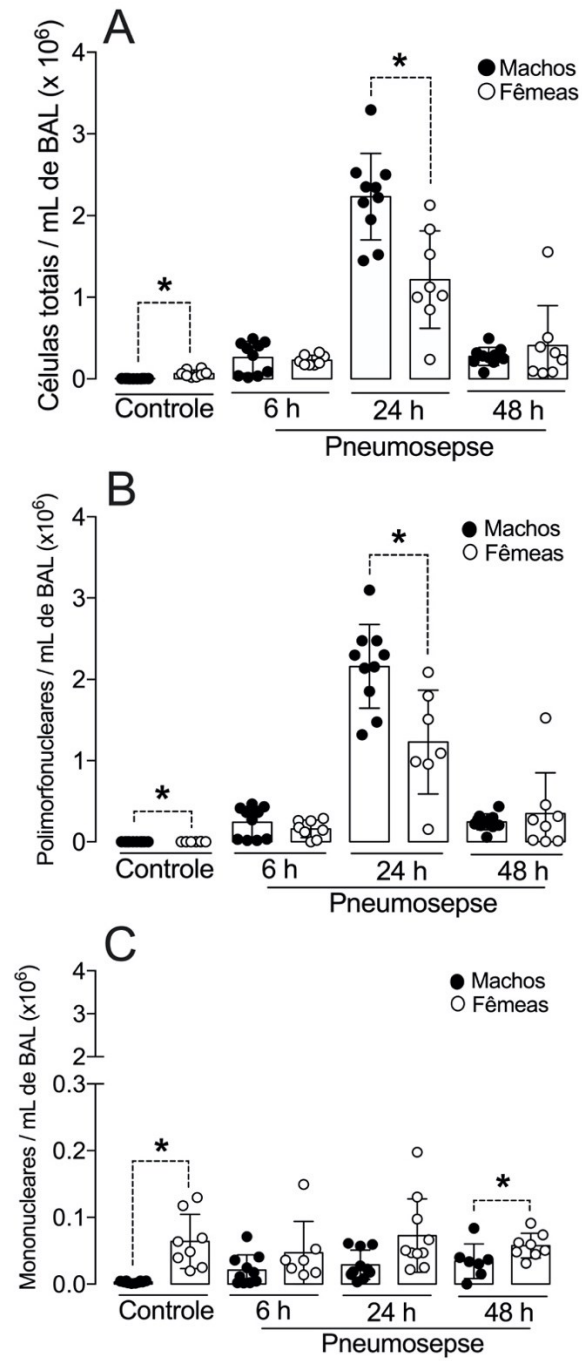 A
Células totais / mL de BAL (x 10⁶)
4
3
2
1
0
Machos
Fêmeas
*
*
Controle
6 h
24 h
48 h
Pneumosepse
B
Polimorfonucleares / mL de BAL (x10⁶)
4
3
2
1
0
Machos
Fêmeas
*
*
Controle
6 h
24 h
48 h
Pneumosepse
C
Mononucleares / mL de BAL (x10⁶)
4
3
2
0.3
0.2
0.1
0.0
Machos
Fêmeas
*
*
Controle
6 h
24 h
48 h
Pneumosepse